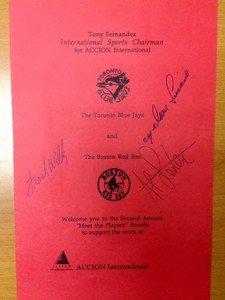 Tony Fernandez
International Sports Chairman
for ACCION International
TORONTO
BLUE JAYS
The Toronto Blue Jays
and
The Boston Red Sox
BOSTON
RED SOX
Welcome you to the Second Annual
"Meet the Players" Benefit
to support the work of
ACCION
ACCION International